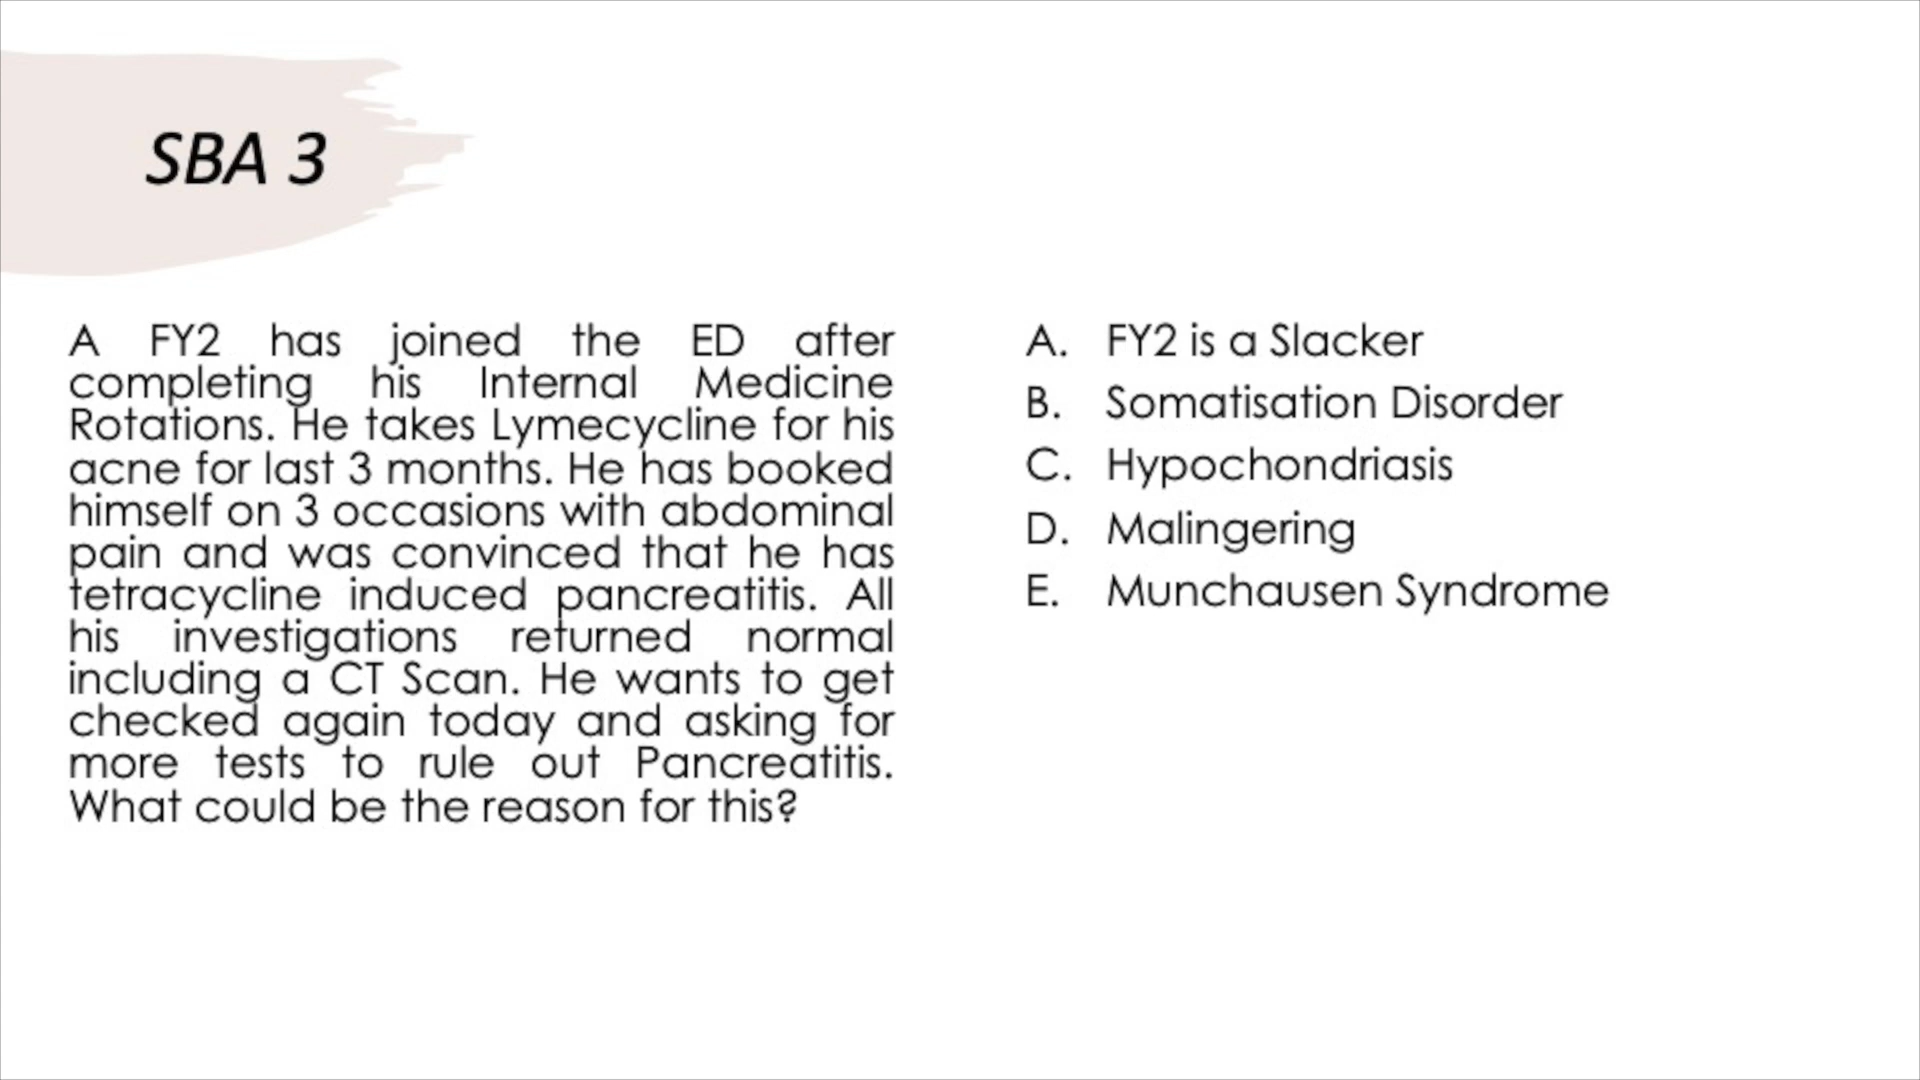 SBA 3
A FY2 has joined the ED after
completing his Internal Medicine
Rotations. He takes Lymecycline for his
acne for last 3 months. He has booked
himself on 3 occasions with abdominal
pain and was convinced that he has
tetracycline induced pancreatitis. All
his investigations returned normal
including a CT Scan. He wants to get
checked again today and asking for
more tests to rule out Pancreatitis.
What could be the reason for this?
A. FY2 is a Slacker
B. Somatisation Disorder
C. Hypochondriasis
D. Malingering
E. Munchausen Syndrome